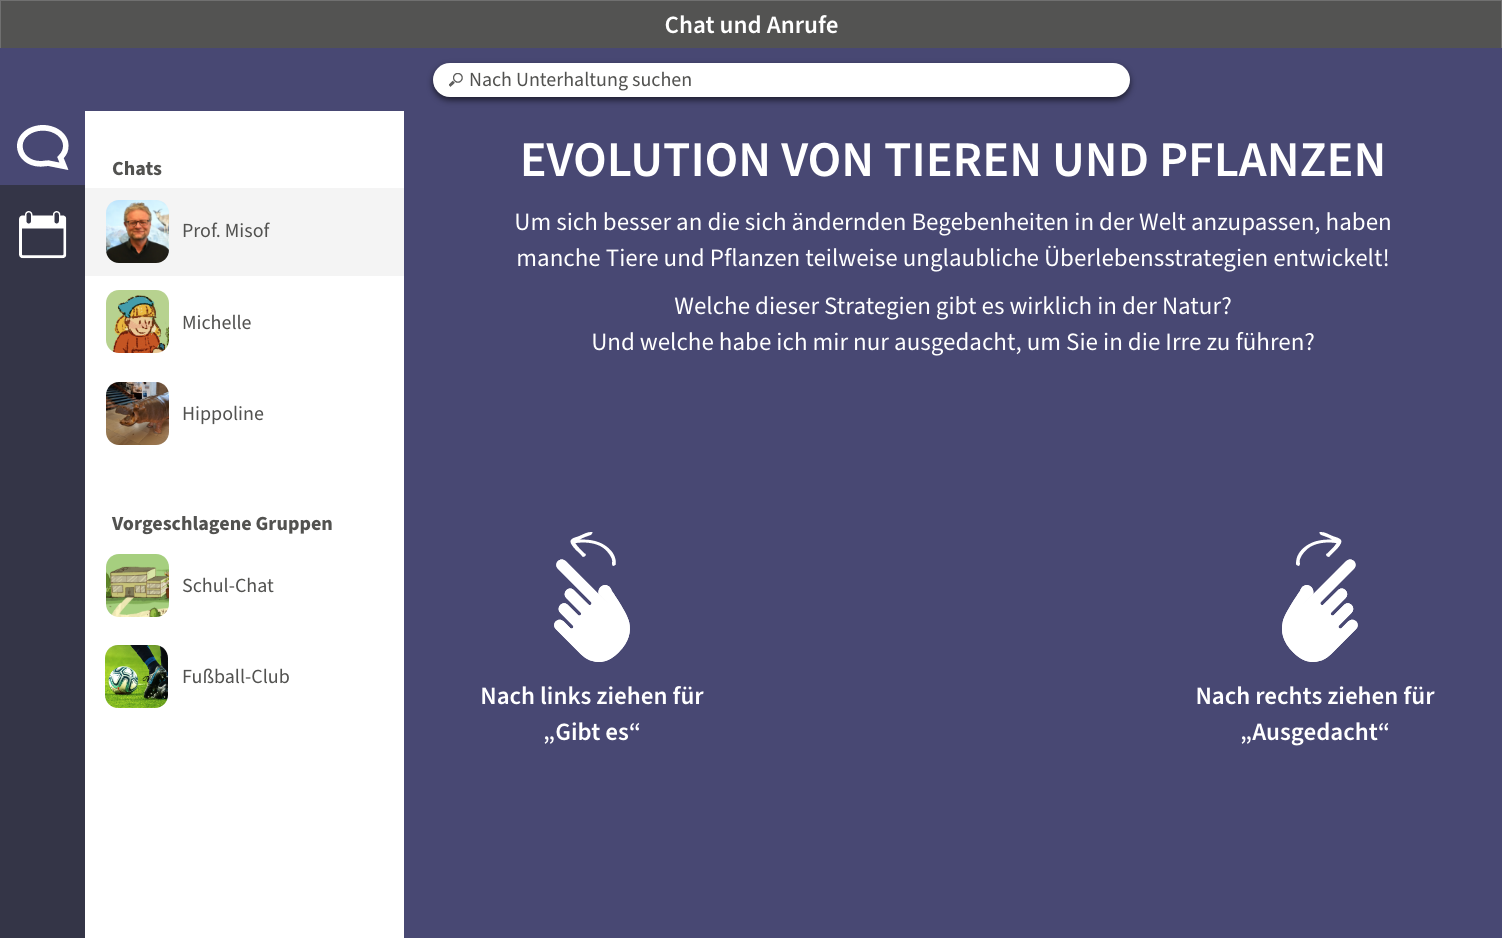 Chat und Anrufe
Nach Unterhaltung suchen
Chats
Prof. Misof
Michelle
Hippoline
Vorgeschlagene Gruppen
Schul-Chat
Fußball-Club
EVOLUTION VON TIEREN UND PFLANZEN
Um sich besser an die sich ändernden Begebenheiten in der Welt anzupassen, haben
manche Tiere und Pflanzen teilweise unglaubliche Überlebensstrategien entwickelt!
Welche dieser Strategien gibt es wirklich in der Natur?
Und welche habe ich mir nur ausgedacht, um Sie in die Irre zu führen?
Nach links ziehen für
„Gibt es“
Nach rechts ziehen für
„Ausgedacht“